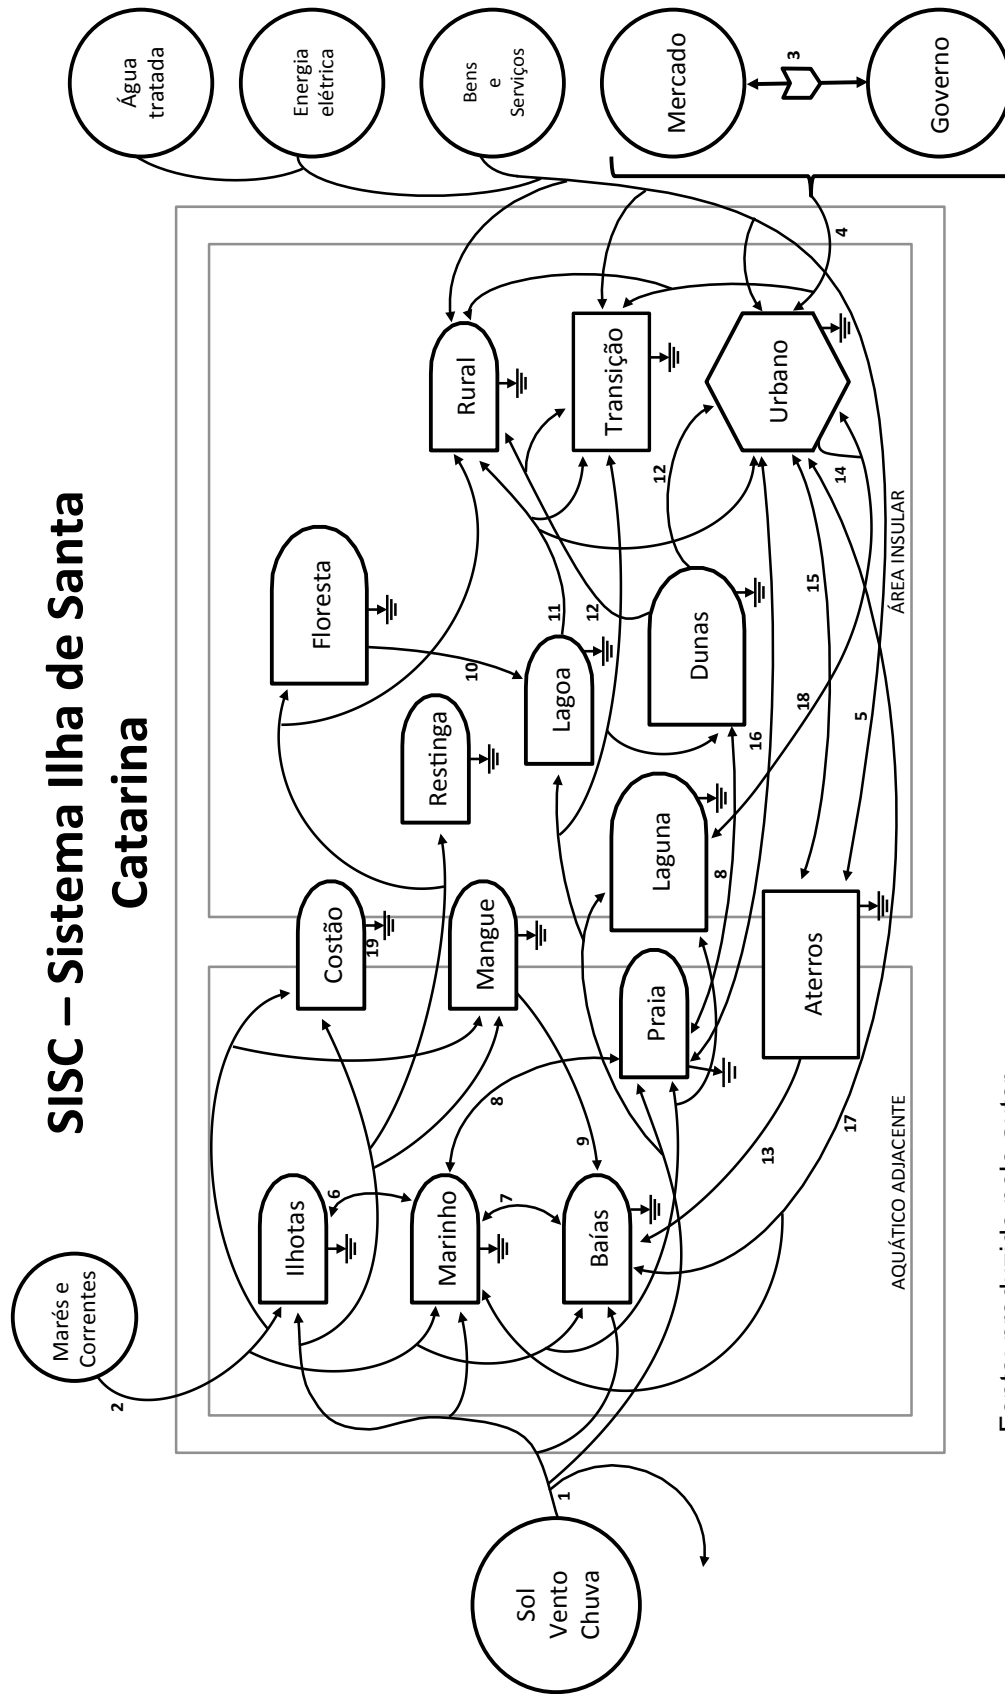 SISC – Sistema Ilha de Santa
Catarina
Marés e
Correntes
2
Sol
Vento
Chuva
1
Água
tratada
Energia
elétrica
Bens
e
Serviços
Mercado
3
Governo
4
Ilhotas
6
Marinho
7
Baías
8
9
Costão
19
Mangue
Praia
Aterros
13
17
AQUÁTICO ADJACENTE
Floresta
10
Restinga
Lagoa
11
12
Laguna
8
Dunas
12
16
18
15
5
14
Rural
Transição
Urbano
ÁREA INSULAR